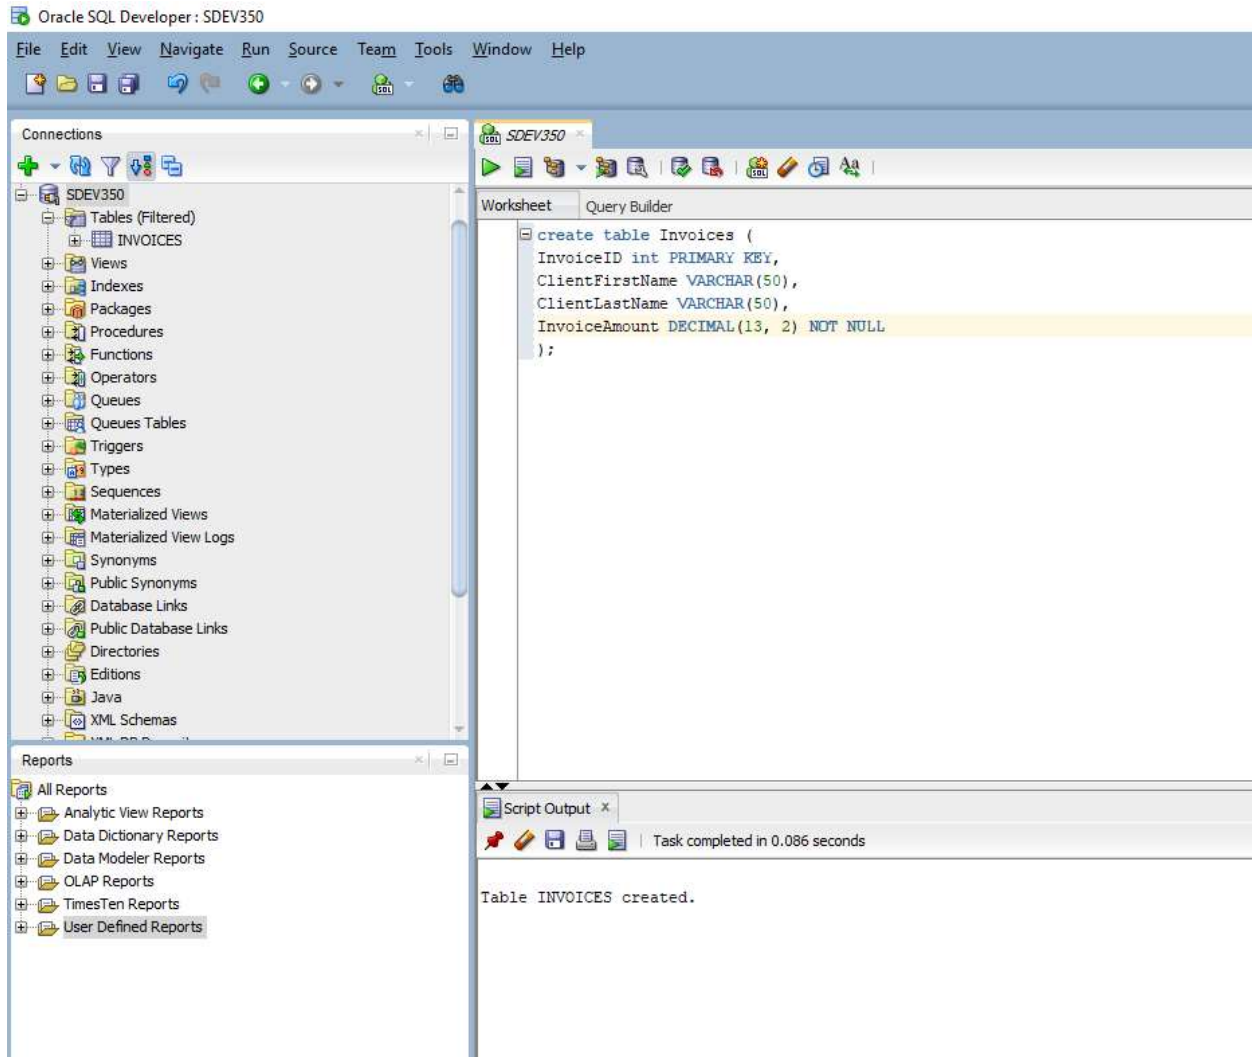 Oracle SQL Developer : SDEV350
File Edit View Navigate Run Source Team Tools Window Help
Connections
SDEV350
Tables (Filtered)
INVOICES
Views
Indexes
Packages
Procedures
Functions
Operators
Queues
Queues Tables
Triggers
Types
Sequences
Materialized Views
Materialized View Logs
Synonyms
Public Synonyms
Database Links
Public Database Links
Directories
Editions
Java
XML Schemas
Reports
All Reports
Analytic View Reports
Data Dictionary Reports
Data Modeler Reports
OLAP Reports
TimesTen Reports
User Defined Reports
SDEV350
Worksheet Query Builder
create table Invoices (
InvoiceID int PRIMARY KEY,
ClientFirstName VARCHAR(50),
ClientLastName VARCHAR(50),
InvoiceAmount DECIMAL(13, 2) NOT NULL
);
Script Output
Task completed in 0.086 seconds
Table INVOICES created.